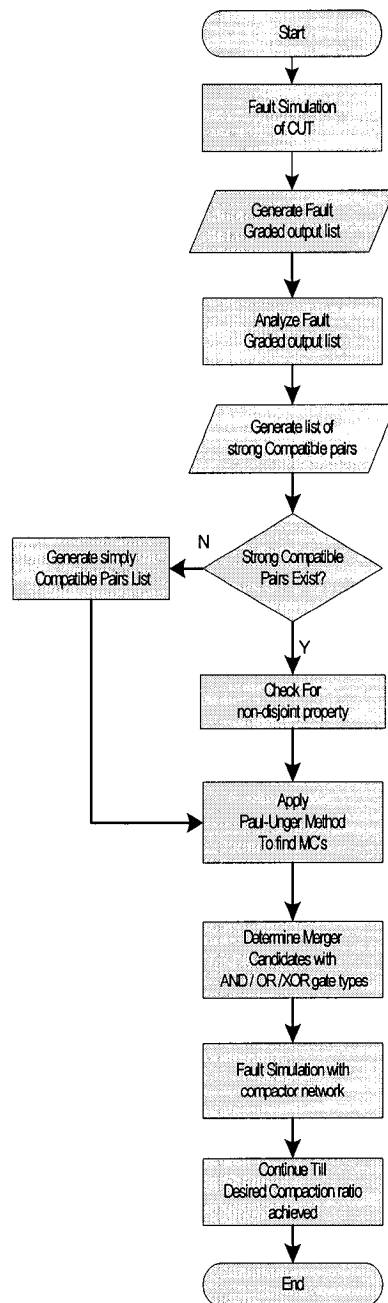 Start
Fault Simulation
of CUT
Generate Fault
Graded output list
Analyze Fault
Graded output list
Generate list of
strong Compatible pairs
Strong Compatible
Pairs Exist?
N
Generate simply
Compatible Pairs List
Y
Check For
non-disjoint property
Apply
Paul-Unger Method
To find MC's
Determine Merger
Candidates with
AND / OR /XOR gate types
Fault Simulation with
compactor network
Continue Till
Desired Compaction ratio
achieved
End